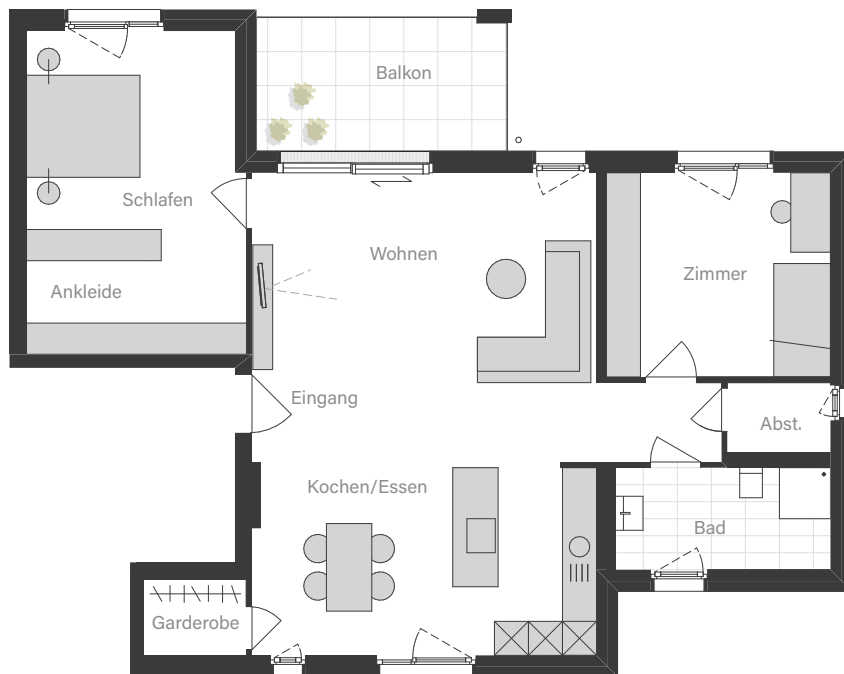 Balkon
Schlafen
Wohnen
Zimmer
Ankleide
Eingang
Abst.
Kochen/Essen
Bad
Garderobe